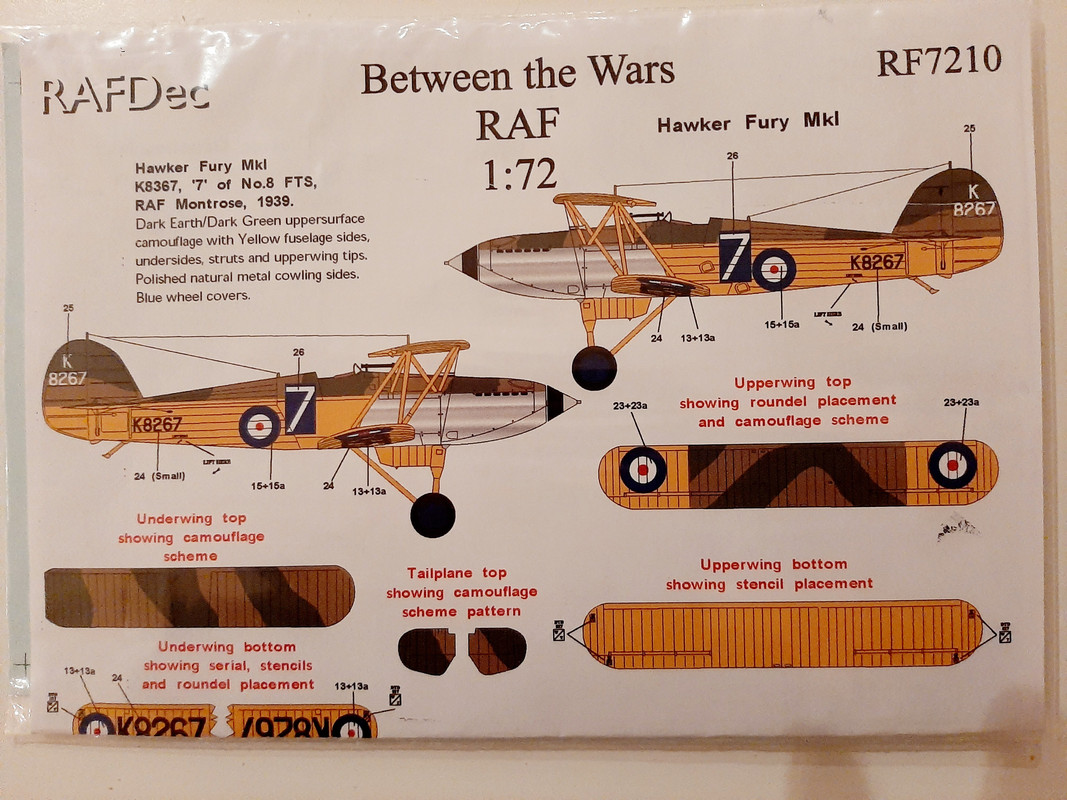 RAFDec
Between the Wars
RAF
1:72
RF7210
Hawker Fury MkI
Hawker Fury MkI
K8367, '7' of No.8 FTS,
RAF Montrose, 1939.
Dark Earth/Dark Green uppersurface
camouflage with Yellow fuselage sides,
undersides, struts and upperwing tips.
Polished natural metal cowling sides.
Blue wheel covers.
25
26
K
8267
7
K8267
24
13+13a
15+15a
24 (Small)
25
26
K
8267
7
K8267
24 (Small)
15+15a
24
13+13a
Upperwing top
showing roundel placement
and camouflage scheme
23+23a
23+23a
Underwing top
showing camouflage
scheme
Tailplane top
showing camouflage
scheme pattern
Upperwing bottom
showing stencil placement
Underwing bottom
showing serial, stencils
and roundel placement
13+13a
24
13+13a
K8267
K8267